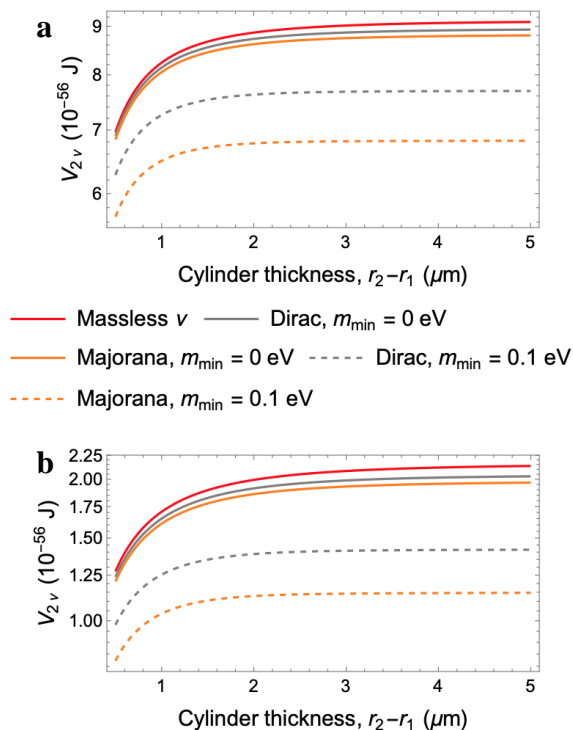 a
9
8
7
6
V2ν (10−56 J)
1 2 3 4 5
Cylinder thickness, r2−r1 (μm)
Massless ν Dirac, mmin = 0 eV
Majorana, mmin = 0 eV Dirac, mmin = 0.1 eV
Majorana, mmin = 0.1 eV
b
2.25
2.00
1.75
1.50
1.25
1.00
V2ν (10−56 J)
1 2 3 4 5
Cylinder thickness, r2−r1 (μm)